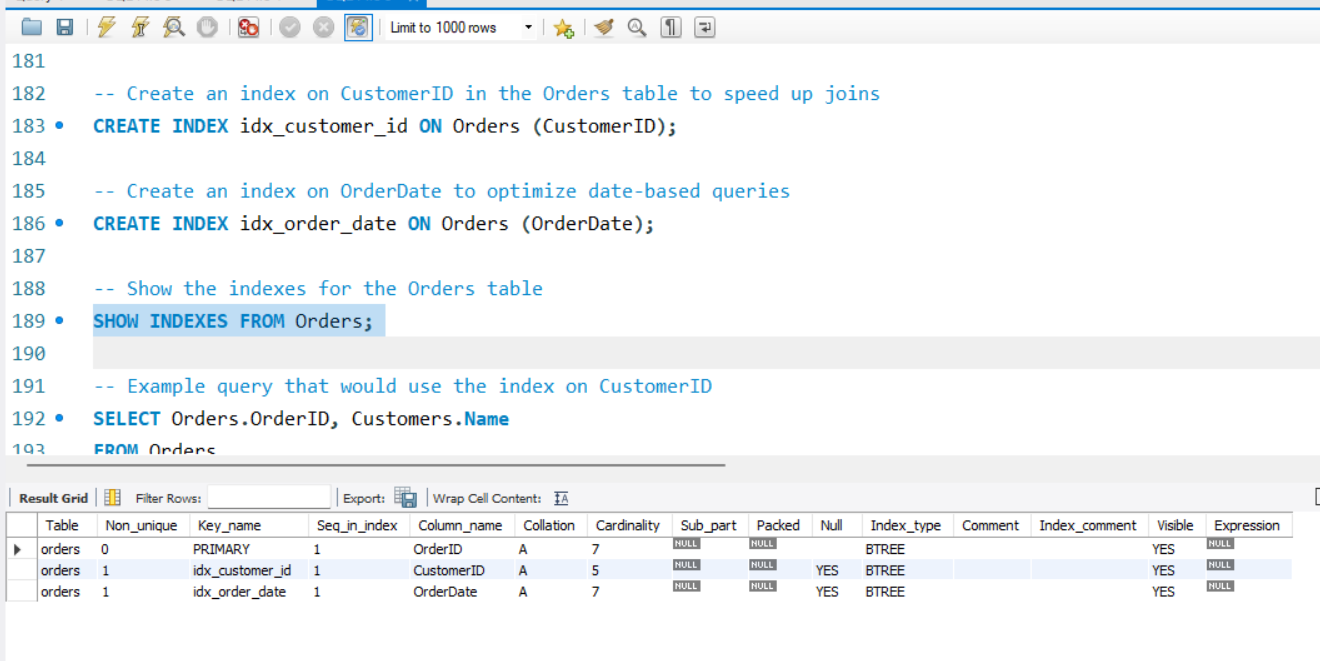 Limit to 1000 rows
181
182 -- Create an index on CustomerID in the Orders table to speed up joins
183 CREATE INDEX idx_customer_id ON Orders (CustomerID);
184
185 -- Create an index on OrderDate to optimize date-based queries
186 CREATE INDEX idx_order_date ON Orders (OrderDate);
187
188 -- Show the indexes for the Orders table
189 SHOW INDEXES FROM Orders;
190
191 -- Example query that would use the index on CustomerID
192 SELECT Orders.OrderID, Customers.Name
193 FROM Orders
Result Grid Filter Rows: Export: Wrap Cell Content: IA
Table Non_unique Key_name Seq_in_index Column_name Collation Cardinality Sub_part Packed Null Index_type Comment Index_comment Visible Expression
orders 0 PRIMARY 1 OrderID A 7 NULL NULL BTREE YES NULL
orders 1 idx_customer_id 1 CustomerID A 5 NULL NULL YES BTREE YES NULL
orders 1 idx_order_date 1 OrderDate A 7 NULL NULL YES BTREE YES NULL